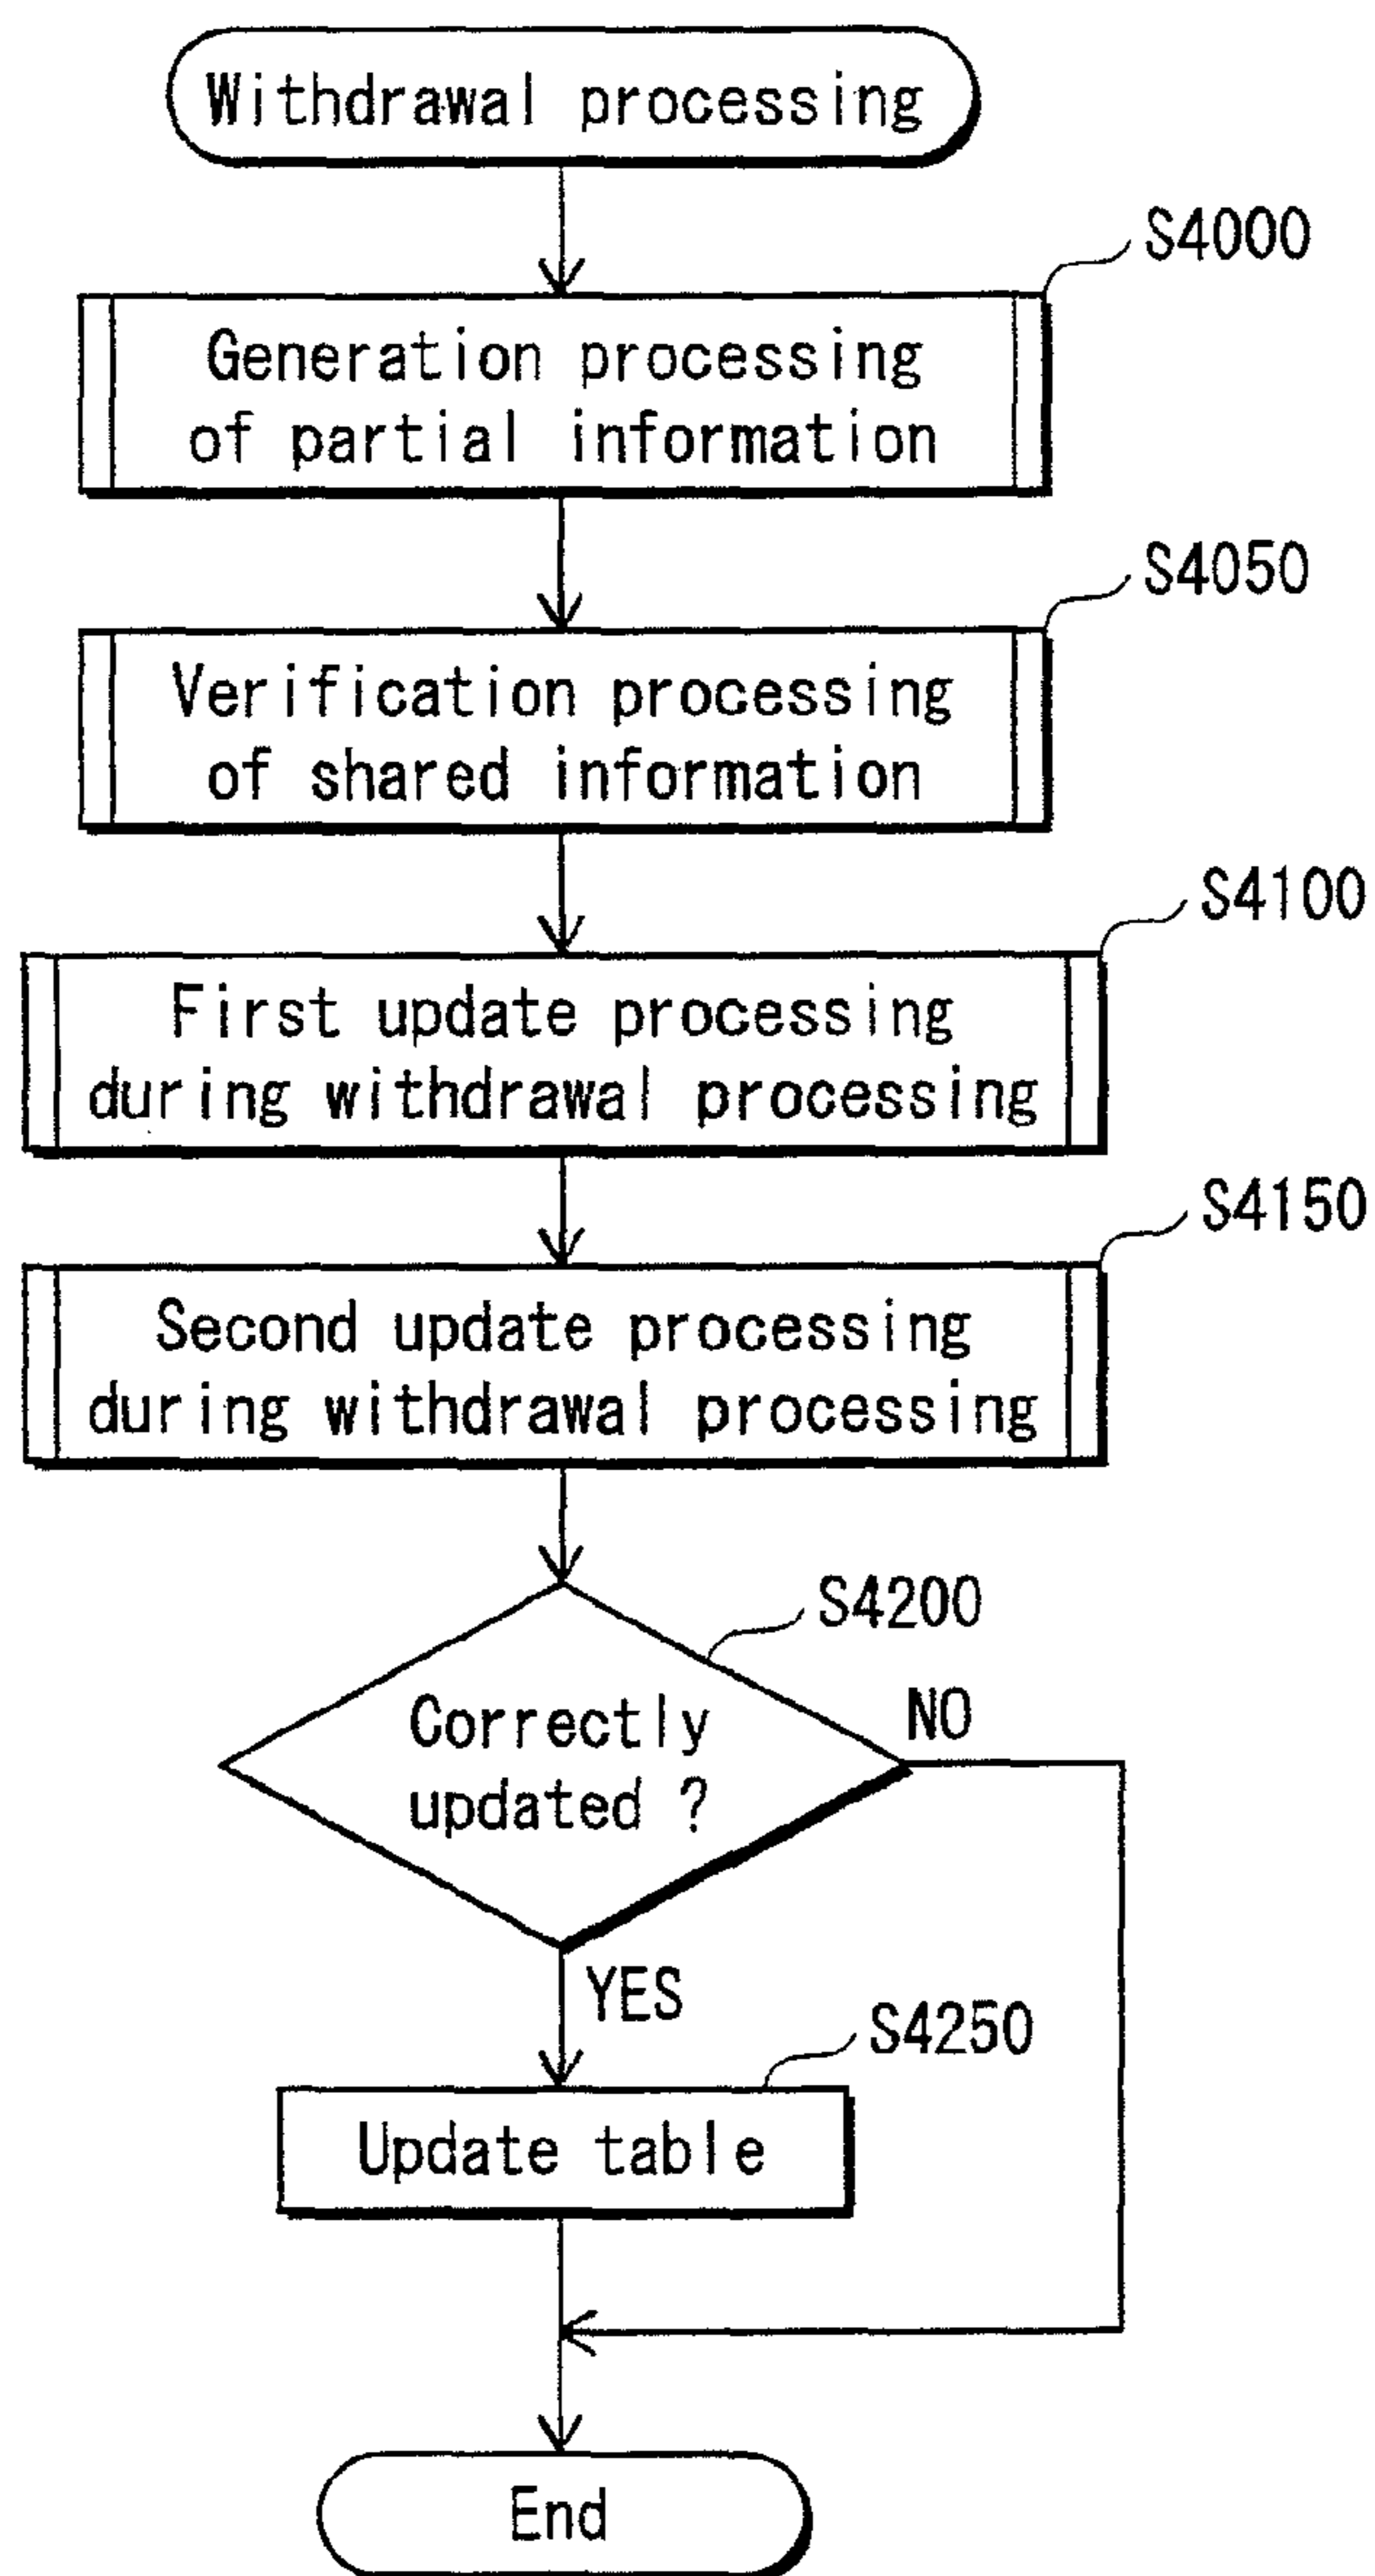 Withdrawal processing
S4000
Generation processing
of partial information
S4050
Verification processing
of shared information
S4100
First update processing
during withdrawal processing
S4150
Second update processing
during withdrawal processing
S4200
Correctly
updated ?
NO
YES
S4250
Update table
End